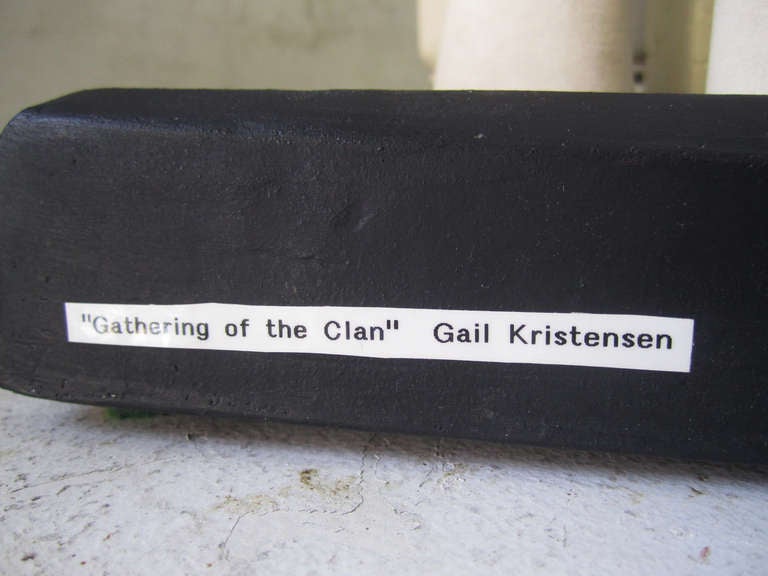 "Gathering of the Clan" Gail Kristensen